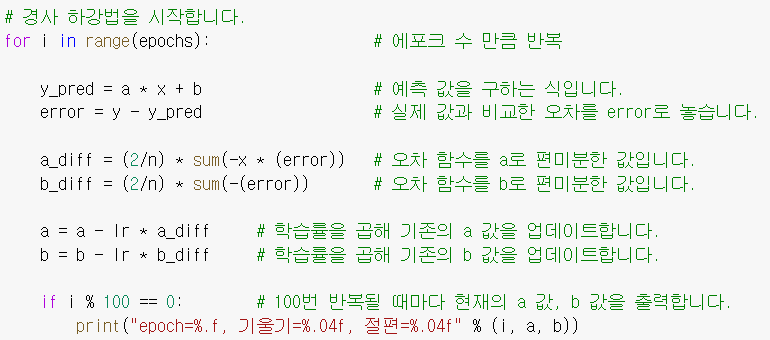 # 경사 하강법을 시작합니다.
for i in range(epochs): # 에포크 수 만큼 반복
y_pred = a * x + b # 예측 값을 구하는 식입니다.
error = y - y_pred # 실제 값과 비교한 오차를 error로 놓습니다.
a_diff = (2/n) * sum(-x * (error)) # 오차 함수를 a로 편미분한 값입니다.
b_diff = (2/n) * sum(-(error)) # 오차 함수를 b로 편미분한 값입니다.
a = a - lr * a_diff # 학습률을 곱해 기존의 a 값을 업데이트합니다.
b = b - lr * b_diff # 학습률을 곱해 기존의 b 값을 업데이트합니다.
if i % 100 == 0: # 100번 반복될 때마다 현재의 a 값, b 값을 출력합니다.
print("epoch=%.f, 기울기=%.04f, 절편=%.04f" % (i, a, b))